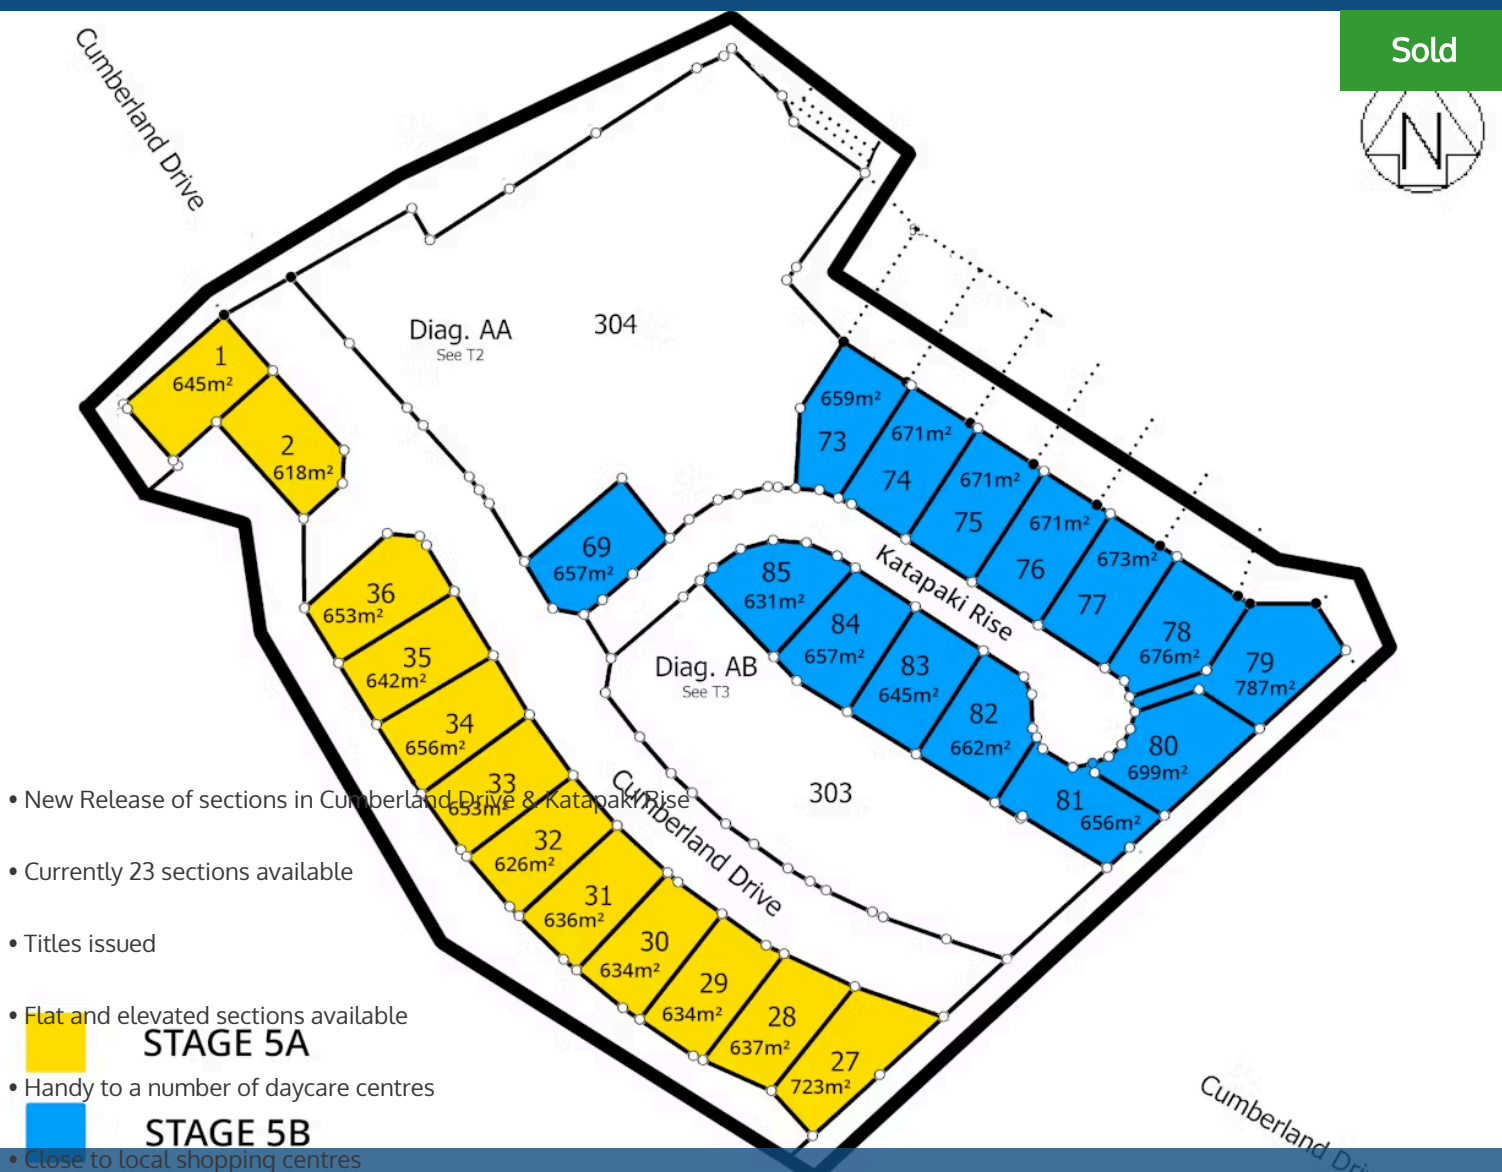 Sold
N
Cumberland Drive
Diag. AA
See T2
304
1
645m²
2
618m²
659m²
73
671m²
74
671m²
75
671m²
76
673m²
77
78
676m²
79
787m²
80
699m²
81
656m²
69
657m²
85
631m²
84
657m²
83
645m²
82
662m²
Katapaki Rise
Diag. AB
See T3
303
Cumberland Drive
36
653m²
35
642m²
34
656m²
33
653m²
32
626m²
31
636m²
30
634m²
29
634m²
28
637m²
27
723m²
• New Release of sections in Cumberland Drive & Katapaki Rise
• Currently 23 sections available
• Titles issued
• Flat and elevated sections available
STAGE 5A
• Handy to a number of daycare centres
STAGE 5B
• Close to local shopping centres
Cumberland Dri